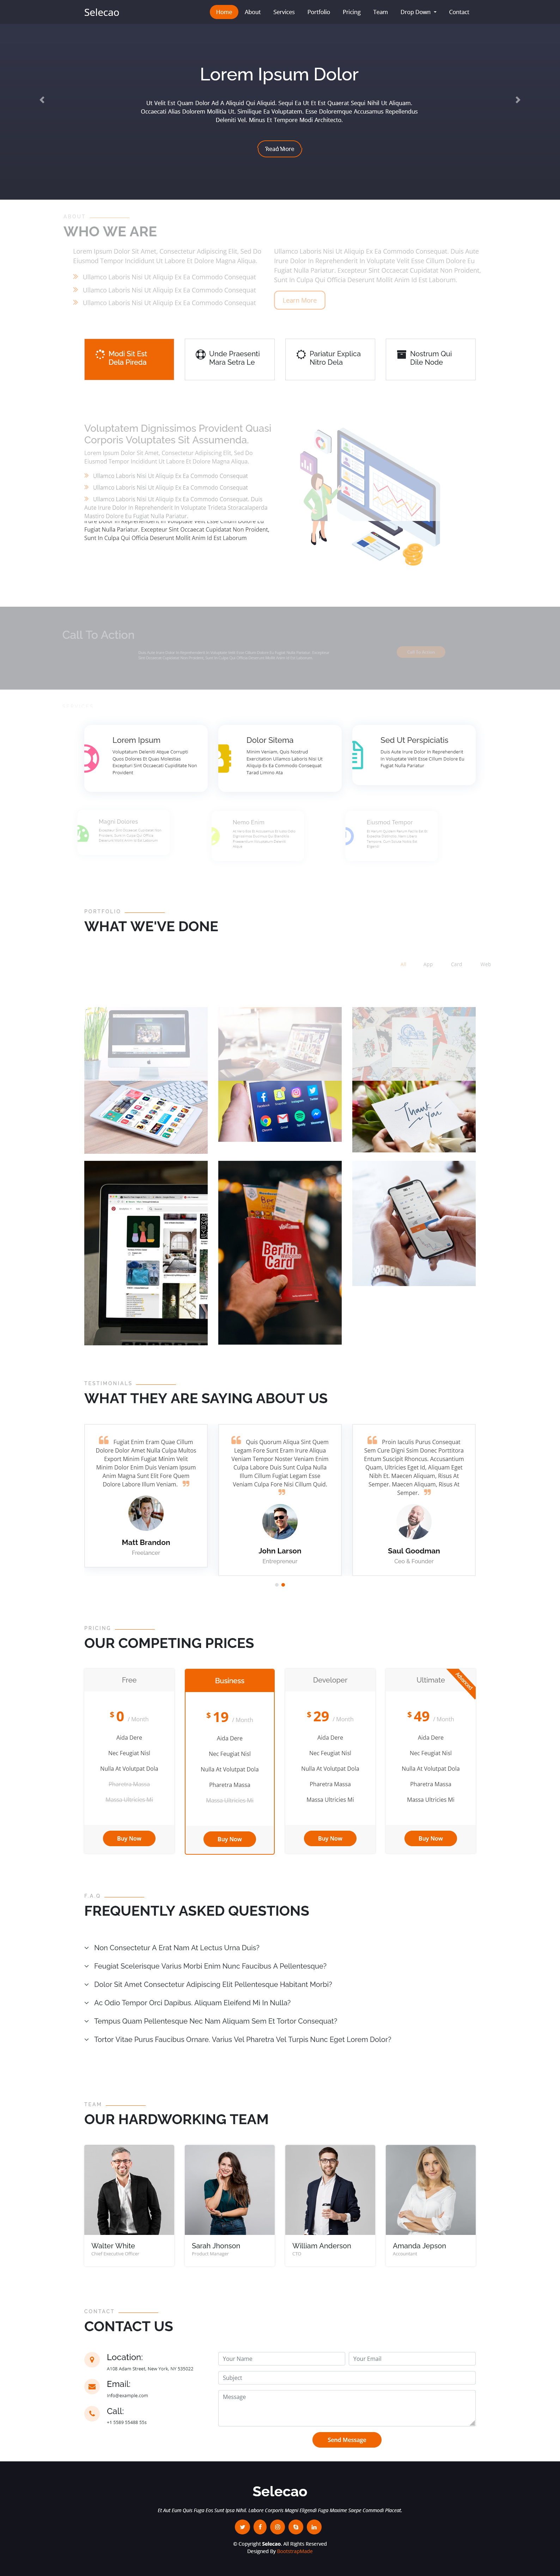 Selecao
Home About Services Portfolio Pricing Team Drop Down Contact
Lorem Ipsum Dolor
Ut Velit Est Quam Dolor Ad A Aliquid Qui Aliquid. Sequi Ea Ut Et Est Quaerat Sequi Nihil Ut Aliquam.
Occaecati Alias Dolorem Mollitia Ut. Similique Ea Voluptatem. Esse Doloremque Accusamus Repellendus
Deleniti Vel. Minus Et Tempore Modi Architecto.
Read More
ABOUT
WHO WE ARE
Lorem Ipsum Dolor Sit Amet, Consectetur Adipiscing Elit, Sed Do
Eiusmod Tempor Incididunt Ut Labore Et Dolore Magna Aliqua.
Ullamco Laboris Nisi Ut Aliquip Ex Ea Commodo Consequat
Ullamco Laboris Nisi Ut Aliquip Ex Ea Commodo Consequat
Ullamco Laboris Nisi Ut Aliquip Ex Ea Commodo Consequat
Ullamco Laboris Nisi Ut Aliquip Ex Ea Commodo Consequat. Duis Aute
Irure Dolor In Reprehenderit In Voluptate Velit Esse Cillum Dolore Eu
Fugiat Nulla Pariatur. Excepteur Sint Occaecat Cupidatat Non Proident,
Sunt In Culpa Qui Officia Deserunt Mollit Anim Id Est Laborum.
Learn More
Modi Sit Est
Dela Pireda
Unde Praesenti
Mara Setra Le
Pariatur Explica
Nitro Dela
Nostrum Qui
Dile Node
Voluptatem Dignissimos Provident Quasi
Corporis Voluptates Sit Assumenda.
Lorem Ipsum Dolor Sit Amet, Consectetur Adipiscing Elit, Sed Do
Eiusmod Tempor Incididunt Ut Labore Et Dolore Magna Aliqua.
Ullamco Laboris Nisi Ut Aliquip Ex Ea Commodo Consequat
Ullamco Laboris Nisi Ut Aliquip Ex Ea Commodo Consequat
Ullamco Laboris Nisi Ut Aliquip Ex Ea Commodo Consequat. Duis
Aute Irure Dolor In Reprehenderit In Voluptate Trideta Storacalaperda
Mastiro Dolore Eu Fugiat Nulla Pariatur.
Irure Dolor In Reprehenderit In Voluptate Velit Esse Cillum Dolore Eu
Fugiat Nulla Pariatur. Excepteur Sint Occaecat Cupidatat Non Proident,
Sunt In Culpa Qui Officia Deserunt Mollit Anim Id Est Laborum
Call To Action
Lorem Ipsum
Voluptatum Deleniti Atque Corrupti
Quos Dolores Et Quas Molestias
Excepturi Sint Occaecati Cupiditate Non
Provident
Dolor Sitema
Minim Veniam, Quis Nostrud
Exercitation Ullamco Laboris Nisi Ut
Aliquip Ex Ea Commodo Consequat
Tarad Limino Ata
Sed Ut Perspiciatis
Duis Aute Irure Dolor In Reprehenderit
In Voluptate Velit Esse Cillum Dolore Eu
Fugiat Nulla Pariatur
Magni Dolores
Nemo Enim
Eiusmod Tempor
PORTFOLIO
WHAT WE'VE DONE
All App Card Web
Thank you
Berlin
Welcome
Card
TESTIMONIALS
WHAT THEY ARE SAYING ABOUT US
Fugiat Enim Eram Quae Cillum
Dolore Dolor Amet Nulla Culpa Multos
Export Minim Fugiat Minim Velit
Minim Dolor Enim Duis Veniam Ipsum
Anim Magna Sunt Elit Fore Quem
Dolore Labore Illum Veniam.
Matt Brandon
Freelancer
Quis Quorum Aliqua Sint Quem
Legam Fore Sunt Eram Irure Aliqua
Veniam Tempor Noster Veniam Enim
Culpa Labore Duis Sunt Culpa Nulla
Illum Cillum Fugiat Legam Esse
Veniam Culpa Fore Nisi Cillum Quid.
John Larson
Entrepreneur
Proin Iaculis Purus Consequat
Sem Cure Digni Ssim Donec Porttitora
Entum Suscipit Rhoncus. Accusantium
Quam, Ultricies Eget Id, Aliquam Eget
Nibh Et. Maecen Aliquam, Risus At
Semper. Maecen Aliquam, Risus At
Semper.
Saul Goodman
Ceo & Founder
PRICING
OUR COMPETING PRICES
Free
$0 / Month
Aida Dere
Nec Feugiat Nisl
Nulla At Volutpat Dola
Pharetra Massa
Massa Ultricies Mi
Buy Now
Business
$19 / Month
Aida Dere
Nec Feugiat Nisl
Nulla At Volutpat Dola
Pharetra Massa
Massa Ultricies Mi
Buy Now
Developer
$29 / Month
Aida Dere
Nec Feugiat Nisl
Nulla At Volutpat Dola
Pharetra Massa
Massa Ultricies Mi
Buy Now
Ultimate
Advanced
$49 / Month
Aida Dere
Nec Feugiat Nisl
Nulla At Volutpat Dola
Pharetra Massa
Massa Ultricies Mi
Buy Now
F.A.Q
FREQUENTLY ASKED QUESTIONS
Non Consectetur A Erat Nam At Lectus Urna Duis?
Feugiat Scelerisque Varius Morbi Enim Nunc Faucibus A Pellentesque?
Dolor Sit Amet Consectetur Adipiscing Elit Pellentesque Habitant Morbi?
Ac Odio Tempor Orci Dapibus. Aliquam Eleifend Mi In Nulla?
Tempus Quam Pellentesque Nec Nam Aliquam Sem Et Tortor Consequat?
Tortor Vitae Purus Faucibus Ornare. Varius Vel Pharetra Vel Turpis Nunc Eget Lorem Dolor?
TEAM
OUR HARDWORKING TEAM
Walter White
Chief Executive Officer
Sarah Jhonson
Product Manager
William Anderson
CTO
Amanda Jepson
Accountant
CONTACT
CONTACT US
Location:
A108 Adam Street, New York, NY 535022
Email:
Info@example.com
Call:
+1 5589 55488 55s
Your Name
Your Email
Subject
Message
Send Message
Selecao
Et Aut Eum Quis Fuga Eos Sunt Ipsa Nihil. Labore Corporis Magni Eligendi Fuga Maxime Saepe Commodi Placeat.
© Copyright Selecao. All Rights Reserved
Designed By BootstrapMade